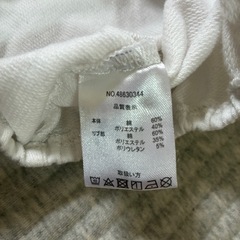 NO.48830344
品質表示
本体 綿 60%
ポリエステル 40%
リブ部 綿 60%
ポリエステル 35%
ポリウレタン 5%
取扱い方